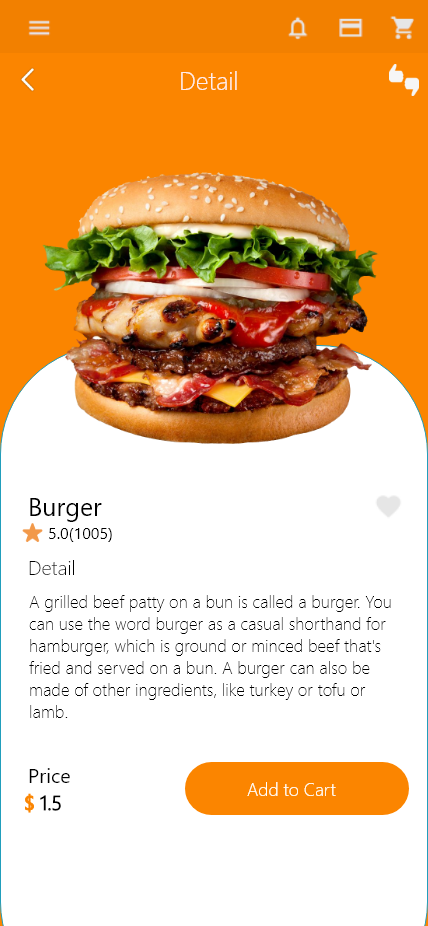 Detail
Burger
5.0(1005)
Detail
A grilled beef patty on a bun is called a burger. You
can use the word burger as a casual shorthand for
hamburger, which is ground or minced beef that's
fried and served on a bun. A burger can also be
made of other ingredients, like turkey or tofu or
lamb.
Price
$ 1.5
Add to Cart